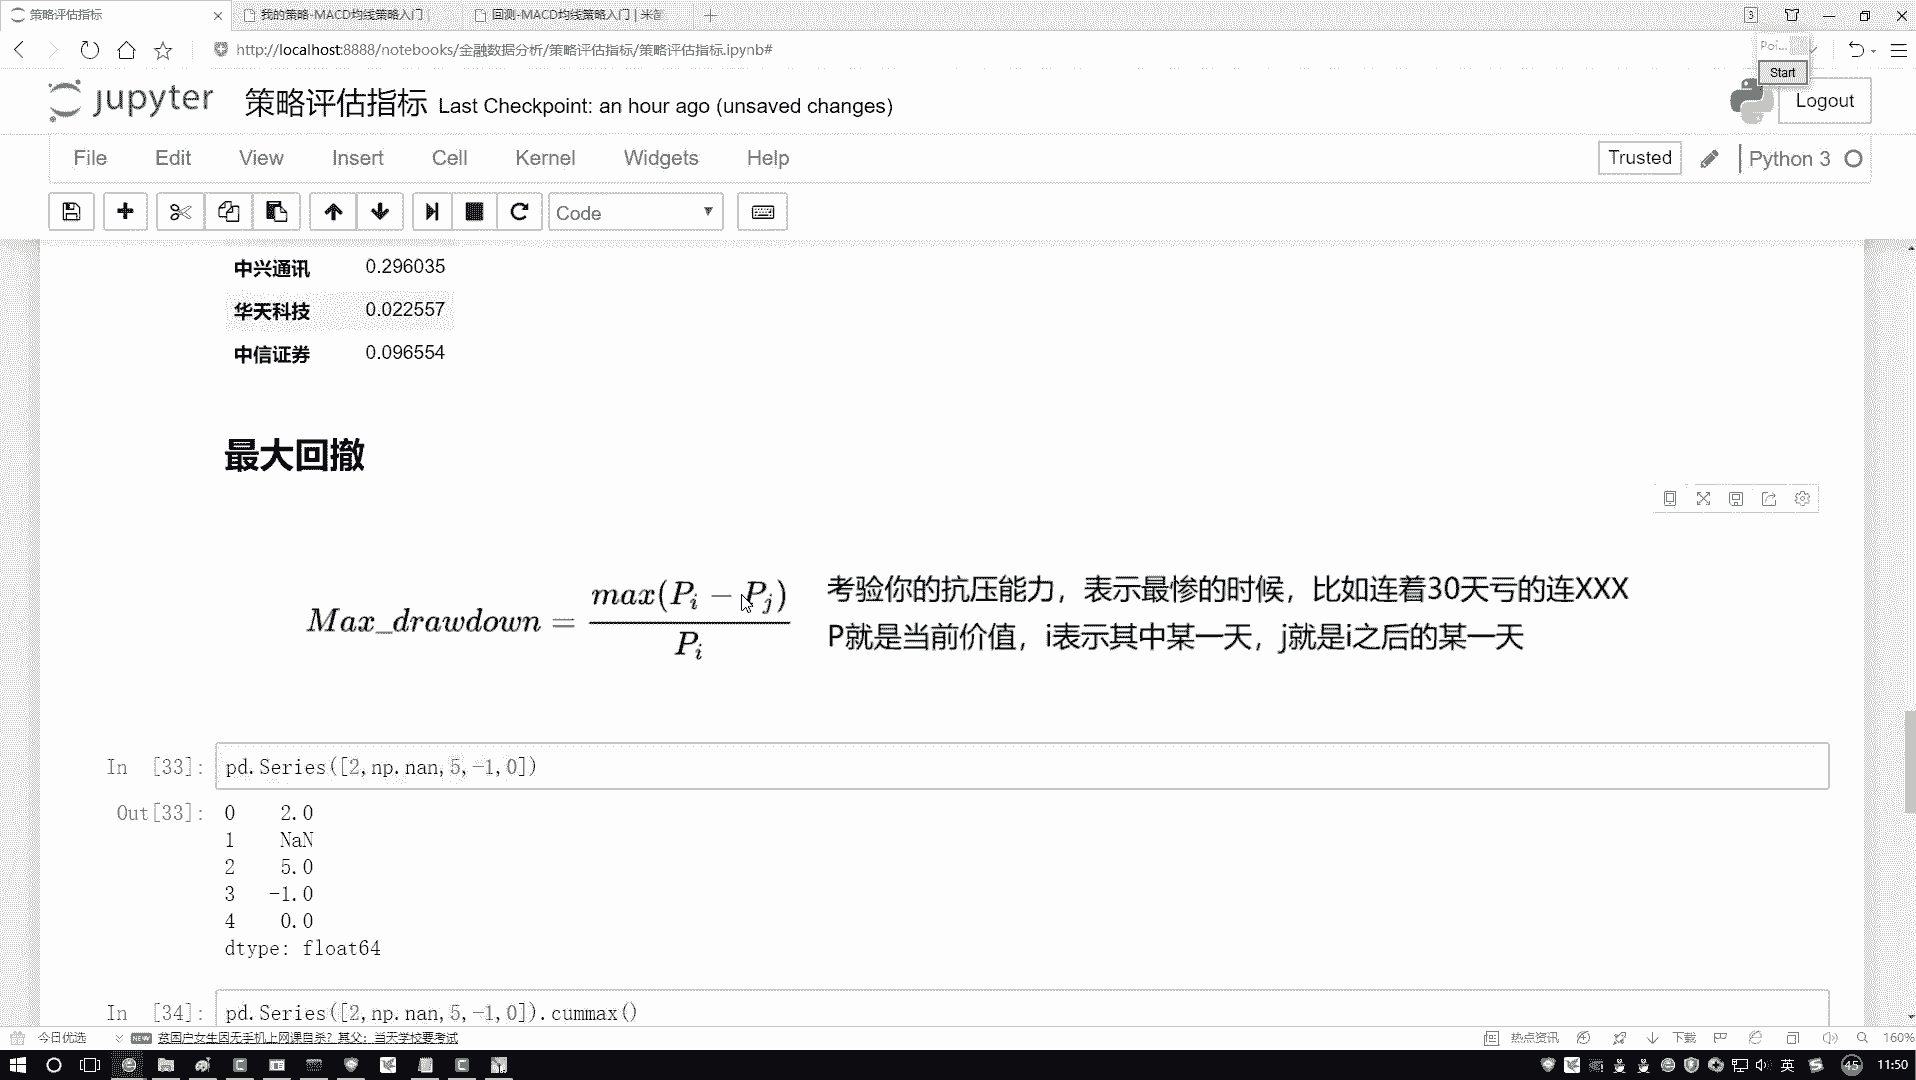 策略评估指标
我的策略-MACD均线策略入门
回测-MACD均线策略入门 | 米
3
http://localhost:8888/notebooks/金融数据分析/策略评估指标/策略评估指标.ipynb#
Poi...
Start
jupyter 策略评估指标 Last Checkpoint: an hour ago (unsaved changes)
Logout
File Edit View Insert Cell Kernel Widgets Help
Trusted Python 3
Code
中兴通讯 0.296035
华天科技 0.022557
中信证券 0.096554
最大回撤
Max_drawdown = max(P_i − P_j) / P_i
考验你的抗压能力，表示最惨的时候，比如连着30天亏的连XXX
P就是当前价值，i表示其中某一天，j就是i之后的某一天
In [33]: pd.Series([2,np.nan,5,-1,0])
Out[33]: 0 2.0
1 NaN
2 5.0
3 -1.0
4 0.0
dtype: float64
In [34]: pd.Series([2,np.nan,5,-1,0]).cummax()
今日优选 NEW 贫困户女生因无手机上网课自杀？其父：当天学校要考试
热点资讯 下载 160%
英 45 11:50